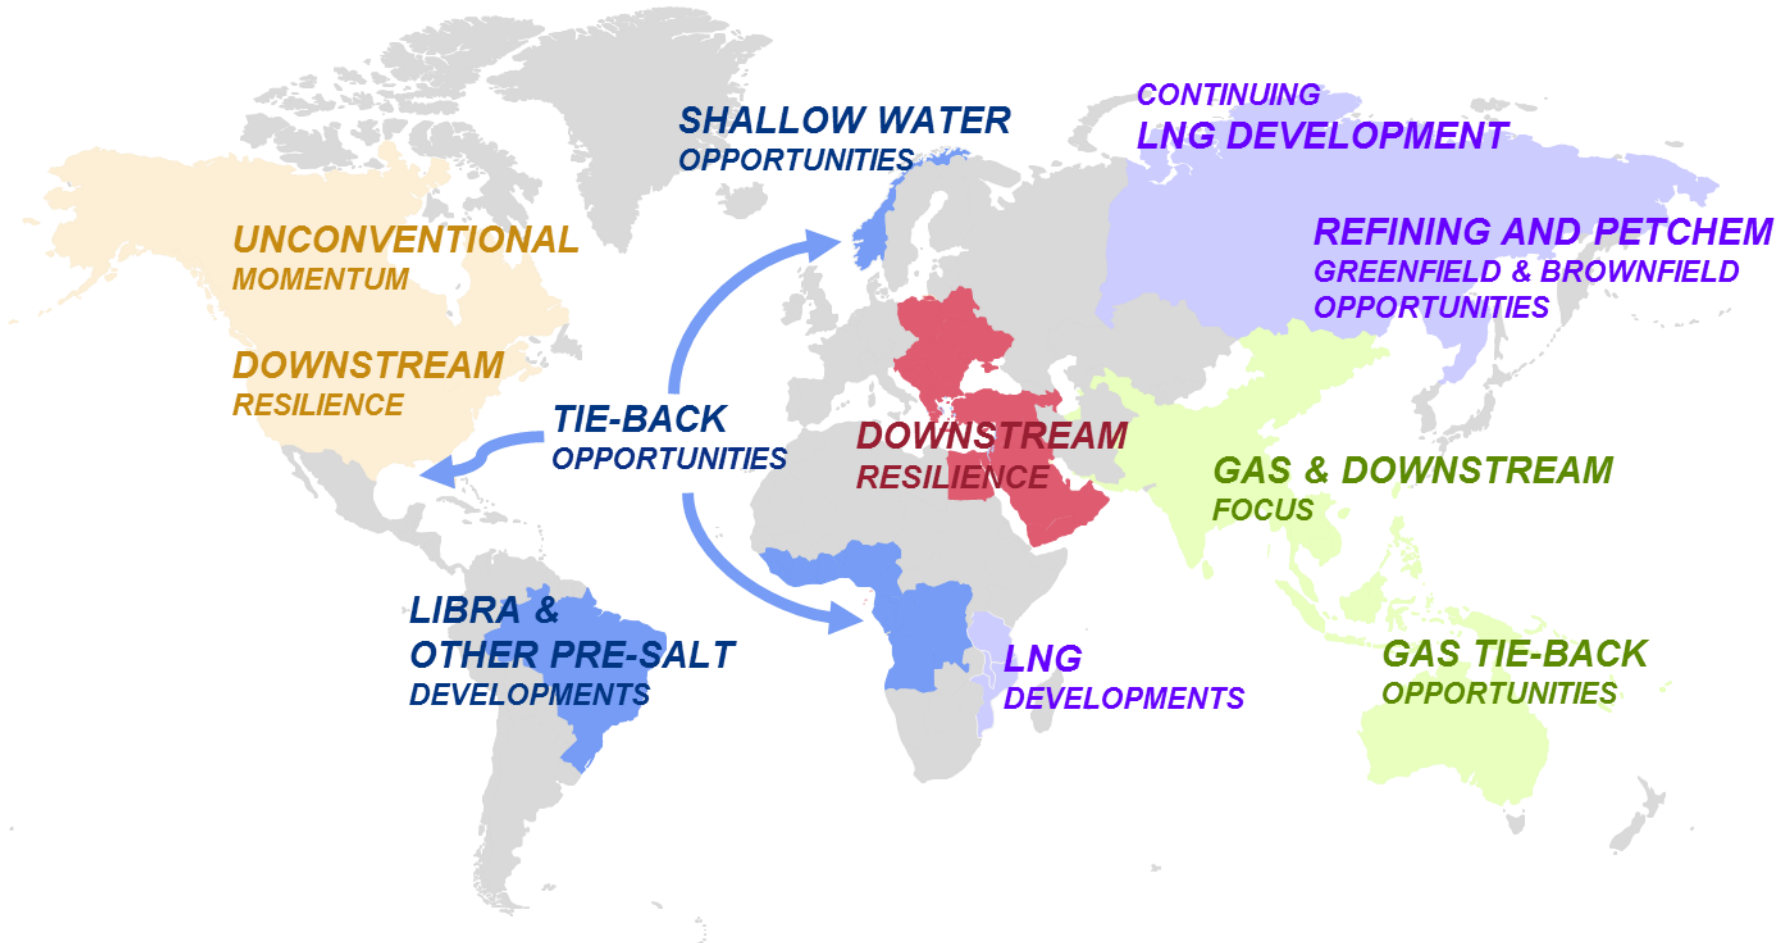 SHALLOW WATER
OPPORTUNITIES
CONTINUING
LNG DEVELOPMENT
UNCONVENTIONAL
MOMENTUM
REFINING AND PETCHEM
GREENFIELD & BROWNFIELD
OPPORTUNITIES
DOWNSTREAM
RESILIENCE
TIE-BACK
OPPORTUNITIES
DOWNSTREAM
RESILIENCE
GAS & DOWNSTREAM
FOCUS
LIBRA &
OTHER PRE-SALT
DEVELOPMENTS
LNG
DEVELOPMENTS
GAS TIE-BACK
OPPORTUNITIES